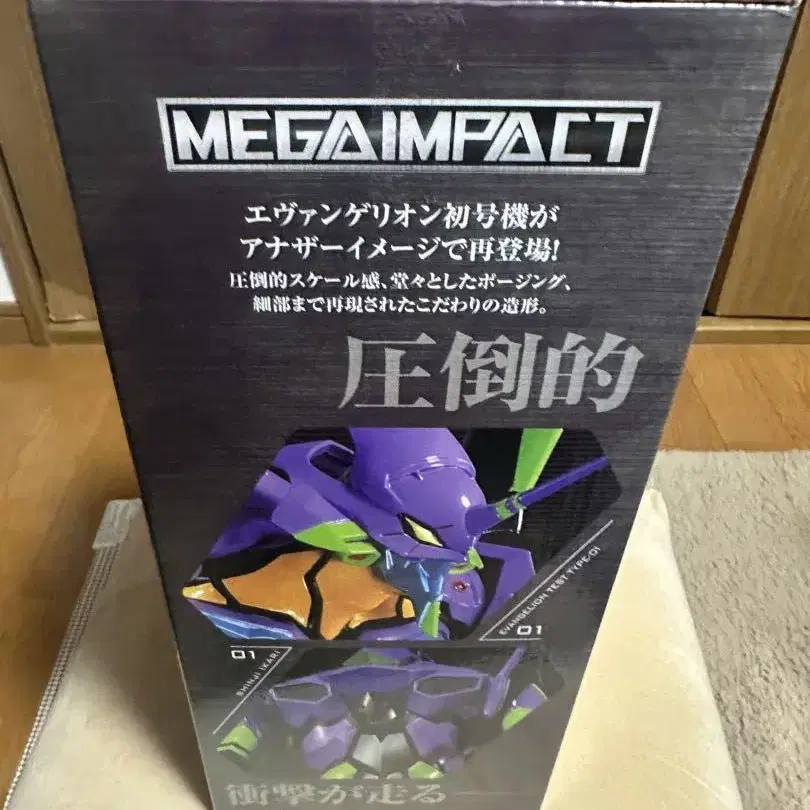 MEGAIMPACT
エヴァンゲリオン初号機が
アナザーイメージで再登場!
圧倒的スケール感、堂々としたポージング、
細部まで再現されたこだわりの造形。
圧倒的
EVANGELION TEST TYPE-01
01
01
SHINJI IKARI
衝撃が走る